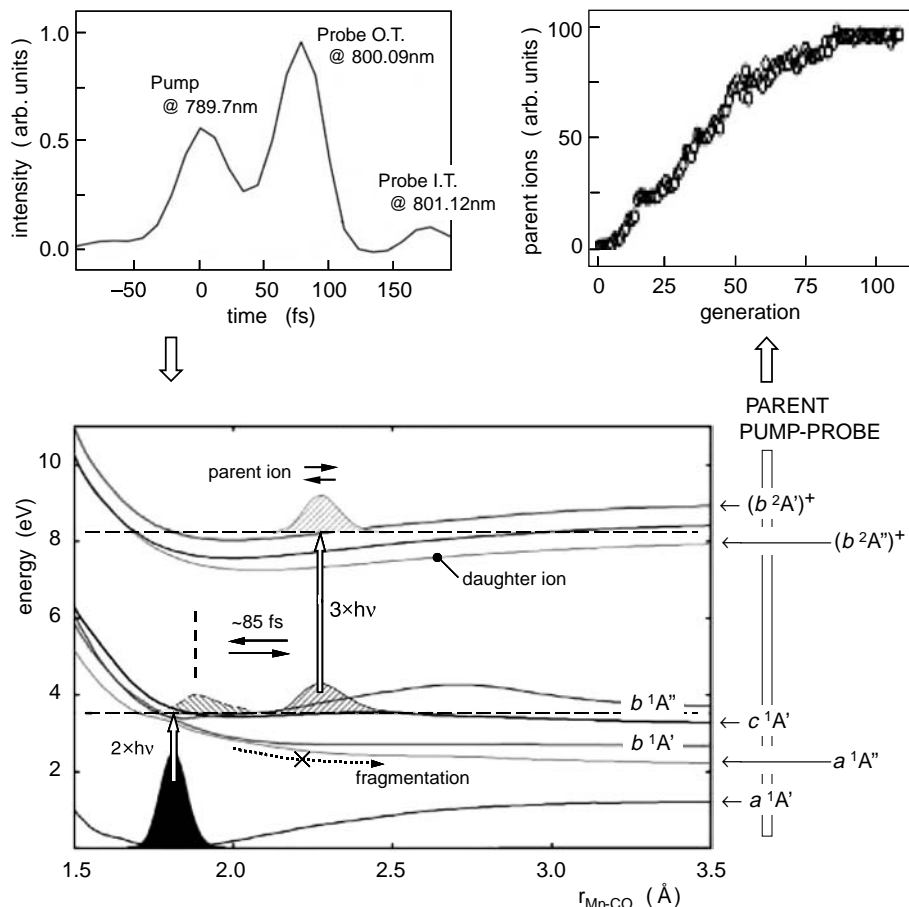 1.0
0.5
0.0
intensity ( arb. units )
Pump
@ 789.7nm
Probe O.T.
@ 800.09nm
Probe I.T.
@ 801.12nm
−50
0
50
100
150
time (fs)
100
50
0
parent ions ( arb. units )
0
25
50
75
100
generation
PARENT
PUMP-PROBE
10
8
6
4
2
energy (eV)
parent ion
daughter ion
3×hν
~85 fs
2×hν
fragmentation
b ¹A"
b ¹A'
(b ²A')⁺
(b ²A")⁺
c ¹A'
a ¹A"
a ¹A'
1.5
2.0
2.5
3.0
3.5
r Mn-CO (Å)